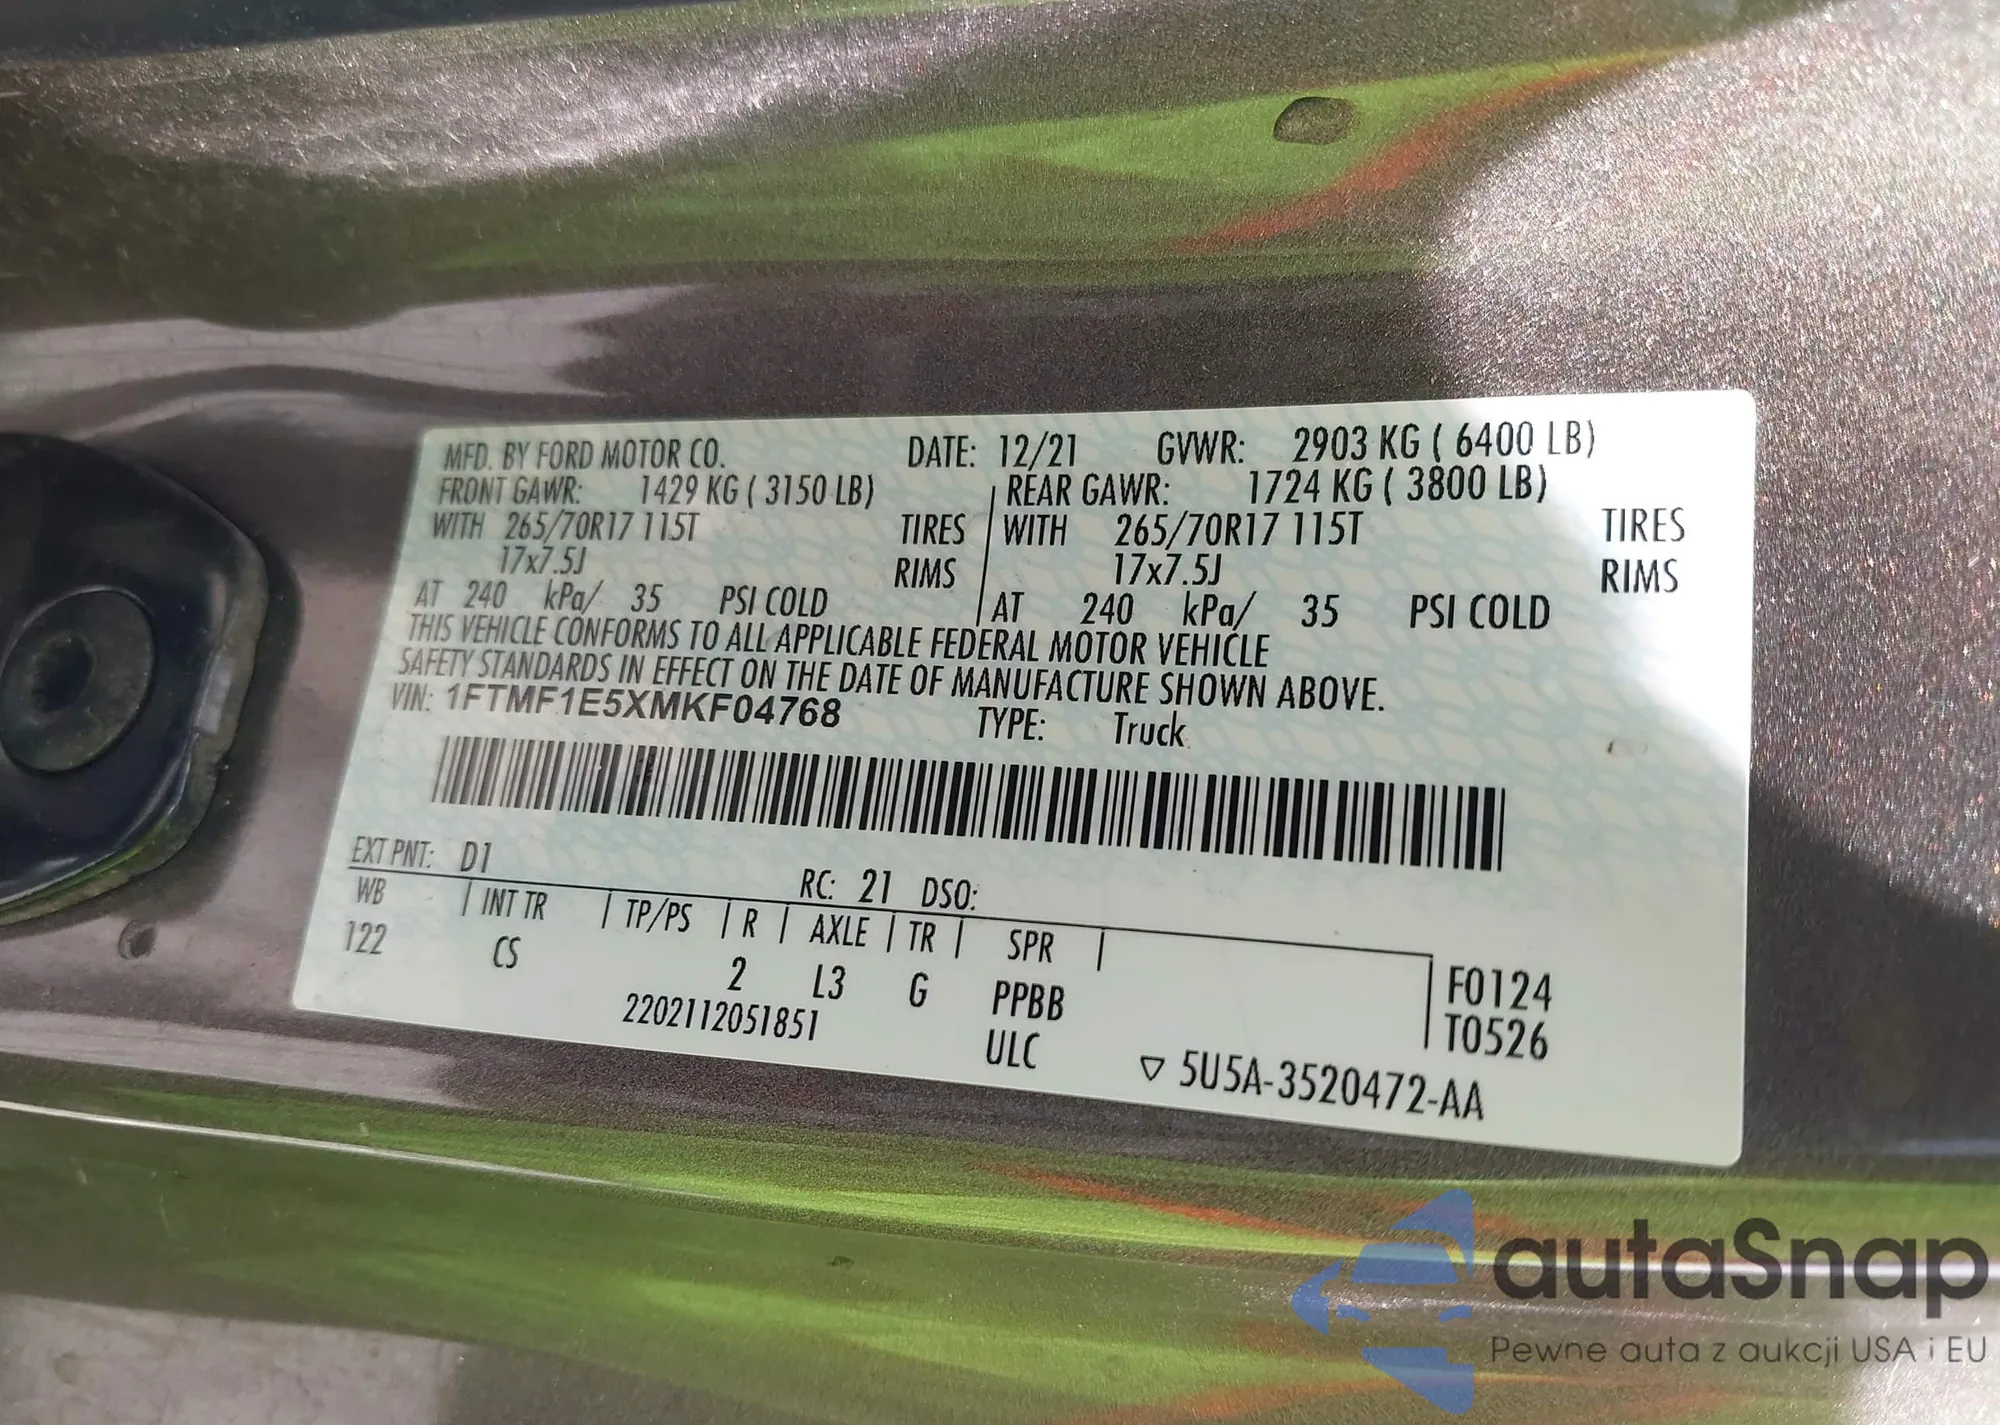 MFD. BY FORD MOTOR CO. DATE: 12/21 GVWR: 2903 KG ( 6400 LB)
FRONT GAWR: 1429 KG ( 3150 LB) REAR GAWR: 1724 KG ( 3800 LB)
WITH 265/70R17 115T TIRES WITH 265/70R17 115T TIRES
17x7.5J RIMS 17x7.5J RIMS
AT 240 kPa/ 35 PSI COLD AT 240 kPa/ 35 PSI COLD
THIS VEHICLE CONFORMS TO ALL APPLICABLE FEDERAL MOTOR VEHICLE
SAFETY STANDARDS IN EFFECT ON THE DATE OF MANUFACTURE SHOWN ABOVE.
VIN: 1FTMF1E5XMKF04768 TYPE: Truck
EXT PNT: D1 RC: 21 DSO:
WB INT TR TP/PS R AXLE TR SPR
122 CS 2 L3 G PPBB F0124
2202112051851 ULC T0526
5U5A-3520472-AA
autaSnap
Pewne auta z aukcji USA i EU